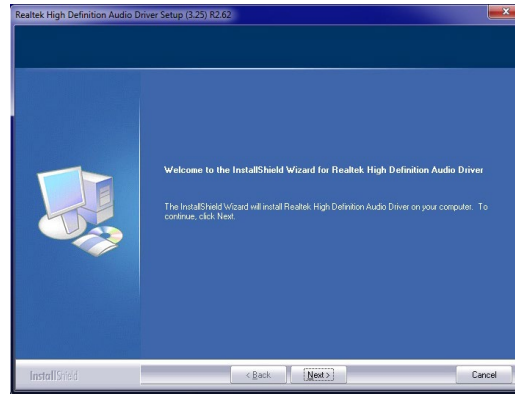 Realtek High Definition Audio Driver Setup (3.25) R2.62
Welcome to the InstallShield Wizard for Realtek High Definition Audio Driver
The InstallShield Wizard will install Realtek High Definition Audio Driver on your computer. To
continue, click Next.
InstallShield
< Back
Next >
Cancel